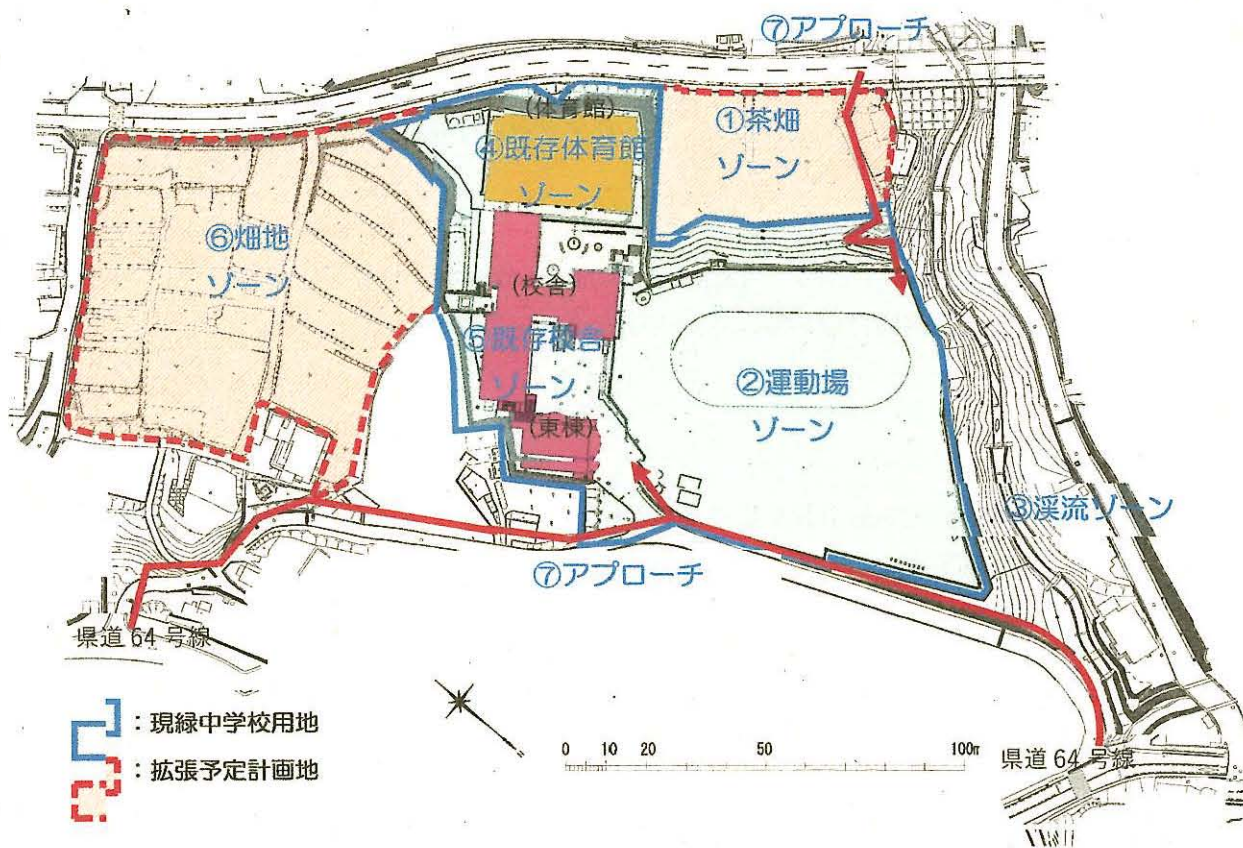 ⑦アプローチ
(体育館)
①茶畑
ゾーン
④既存体育館
ゾーン
⑥畑地
ゾーン
(校舎)
⑤既存校舎
ゾーン
②運動場
ゾーン
(東棟)
③渓流ゾーン
⑦アプローチ
県道64号線
:現緑中学校用地
:拡張予定計画地
0 10 20 50 100m
県道64号線